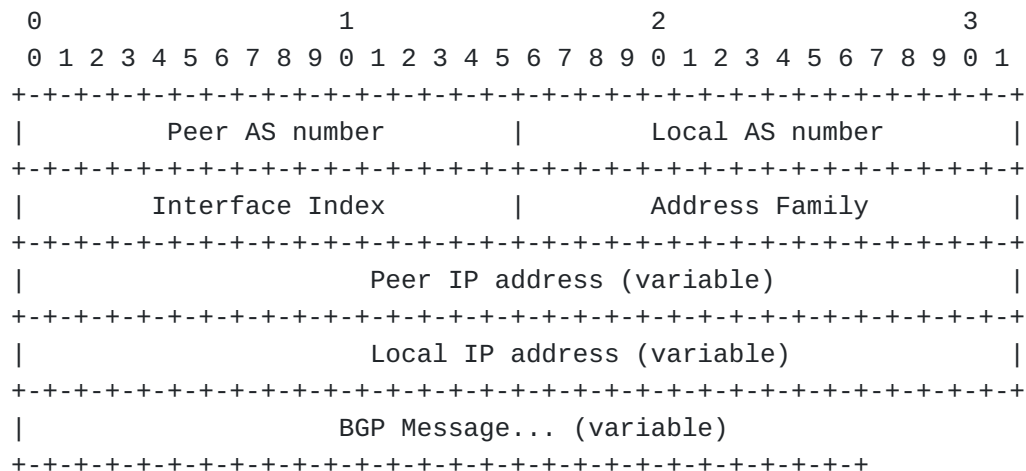 0                   1                   2                   3
 0 1 2 3 4 5 6 7 8 9 0 1 2 3 4 5 6 7 8 9 0 1 2 3 4 5 6 7 8 9 0 1
+-+-+-+-+-+-+-+-+-+-+-+-+-+-+-+-+-+-+-+-+-+-+-+-+-+-+-+-+-+-+-+-+
|         Peer AS number        |        Local AS number        |
+-+-+-+-+-+-+-+-+-+-+-+-+-+-+-+-+-+-+-+-+-+-+-+-+-+-+-+-+-+-+-+-+
|        Interface Index        |        Address Family         |
+-+-+-+-+-+-+-+-+-+-+-+-+-+-+-+-+-+-+-+-+-+-+-+-+-+-+-+-+-+-+-+-+
|                      Peer IP address (variable)               |
+-+-+-+-+-+-+-+-+-+-+-+-+-+-+-+-+-+-+-+-+-+-+-+-+-+-+-+-+-+-+-+-+
|                      Local IP address (variable)              |
+-+-+-+-+-+-+-+-+-+-+-+-+-+-+-+-+-+-+-+-+-+-+-+-+-+-+-+-+-+-+-+-+
|                    BGP Message... (variable)
+-+-+-+-+-+-+-+-+-+-+-+-+-+-+-+-+-+-+-+-+-+-+-+-+-+-+-+